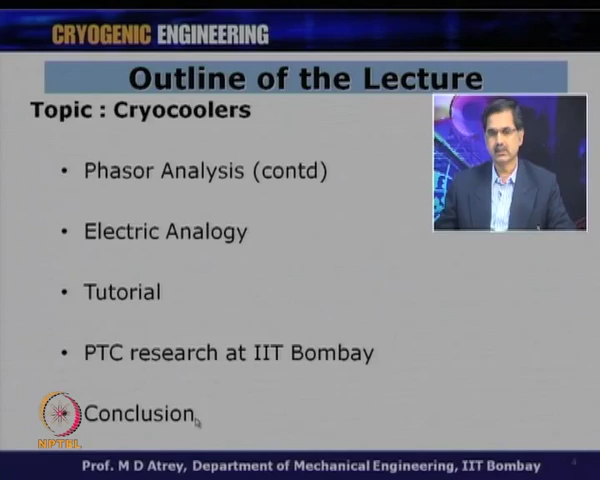 CRYOGENIC ENGINEERING
Outline of the Lecture
Topic : Cryocoolers
• Phasor Analysis (contd)
• Electric Analogy
• Tutorial
• PTC research at IIT Bombay
• Conclusion
NPTEL
Prof. M D Atrey, Department of Mechanical Engineering, IIT Bombay
4